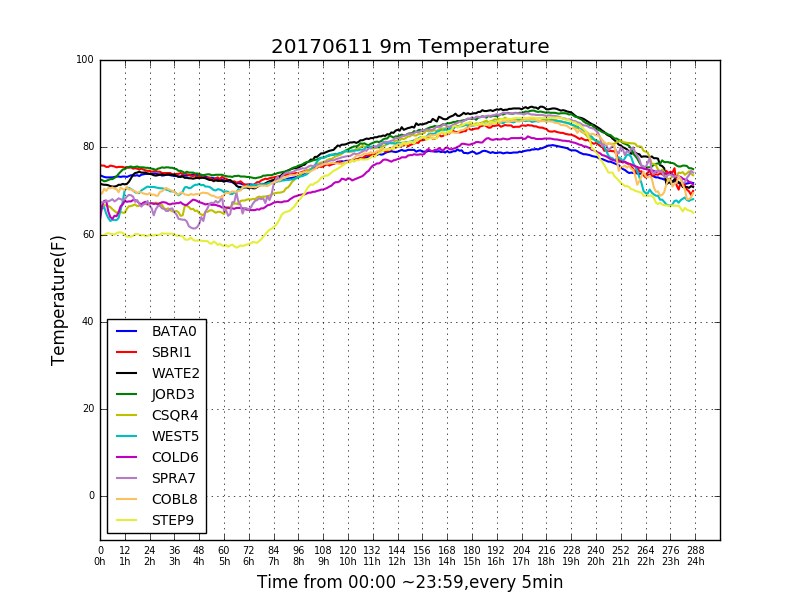 20170611 9m Temperature
100
80
60
40
20
0
Temperature(F)
BATA0
SBRI1
WATE2
JORD3
CSQR4
WEST5
COLD6
SPRA7
COBL8
STEP9
0 12 24 36 48 60 72 84 96 108 120 132 144 156 168 180 192 204 216 228 240 252 264 276 288
0h 1h 2h 3h 4h 5h 6h 7h 8h 9h 10h 11h 12h 13h 14h 15h 16h 17h 18h 19h 20h 21h 22h 23h 24h
Time from 00:00 ~23:59,every 5min